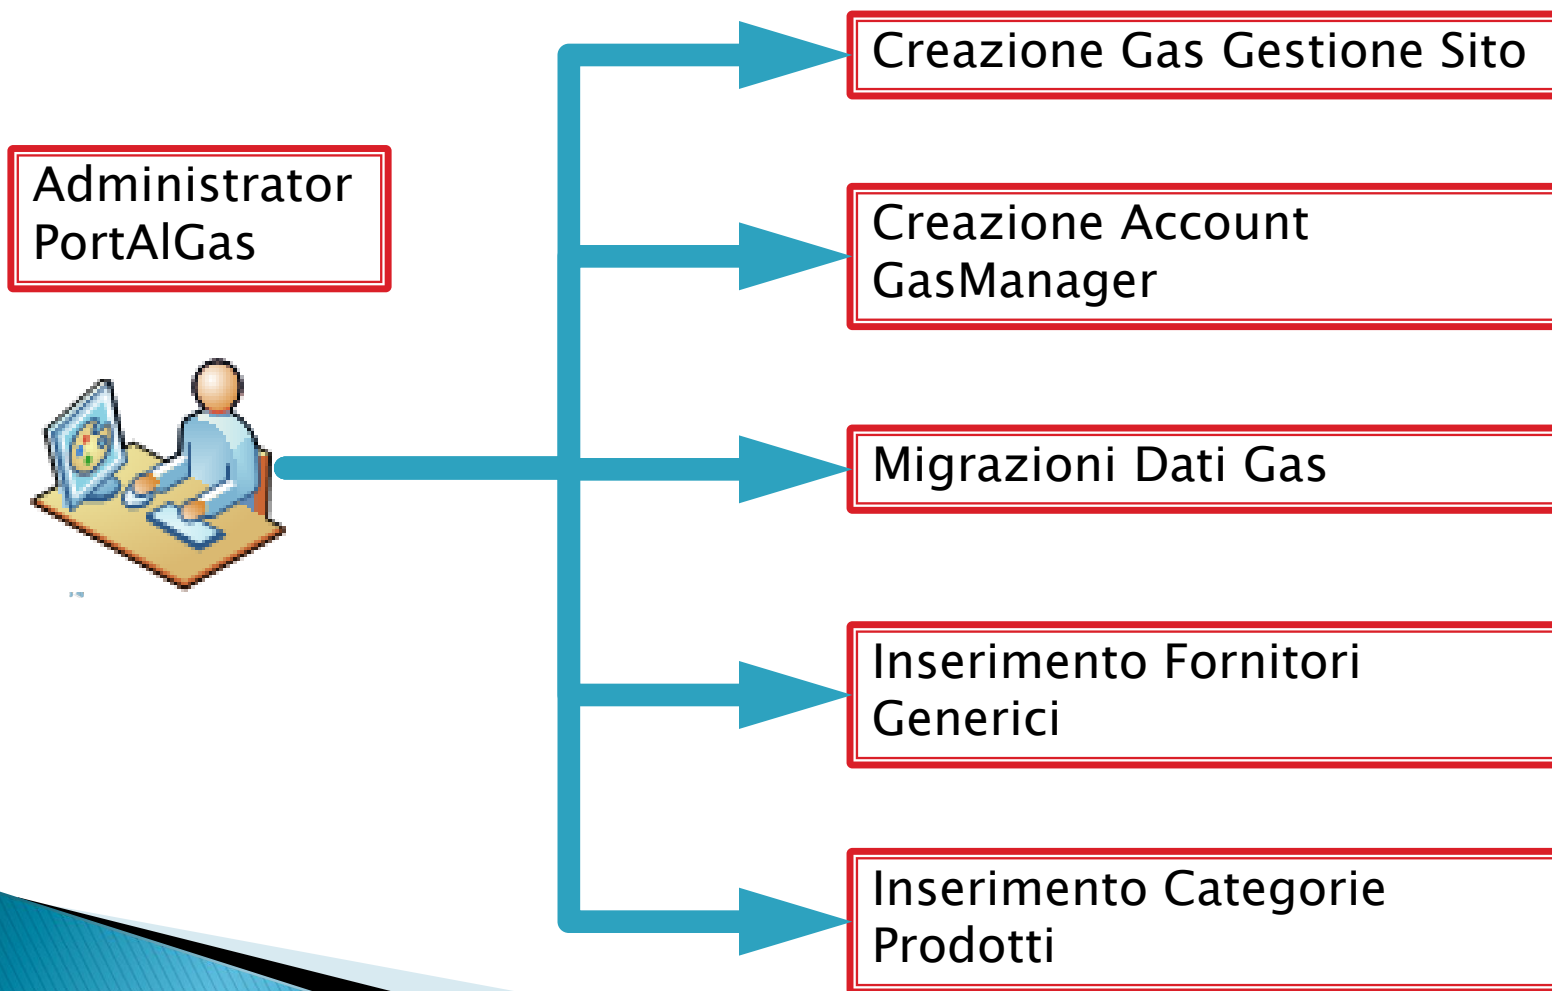 Administrator
PortAlGas
Creazione Gas Gestione Sito
Creazione Account
GasManager
Migrazioni Dati Gas
Inserimento Fornitori
Generici
Inserimento Categorie
Prodotti